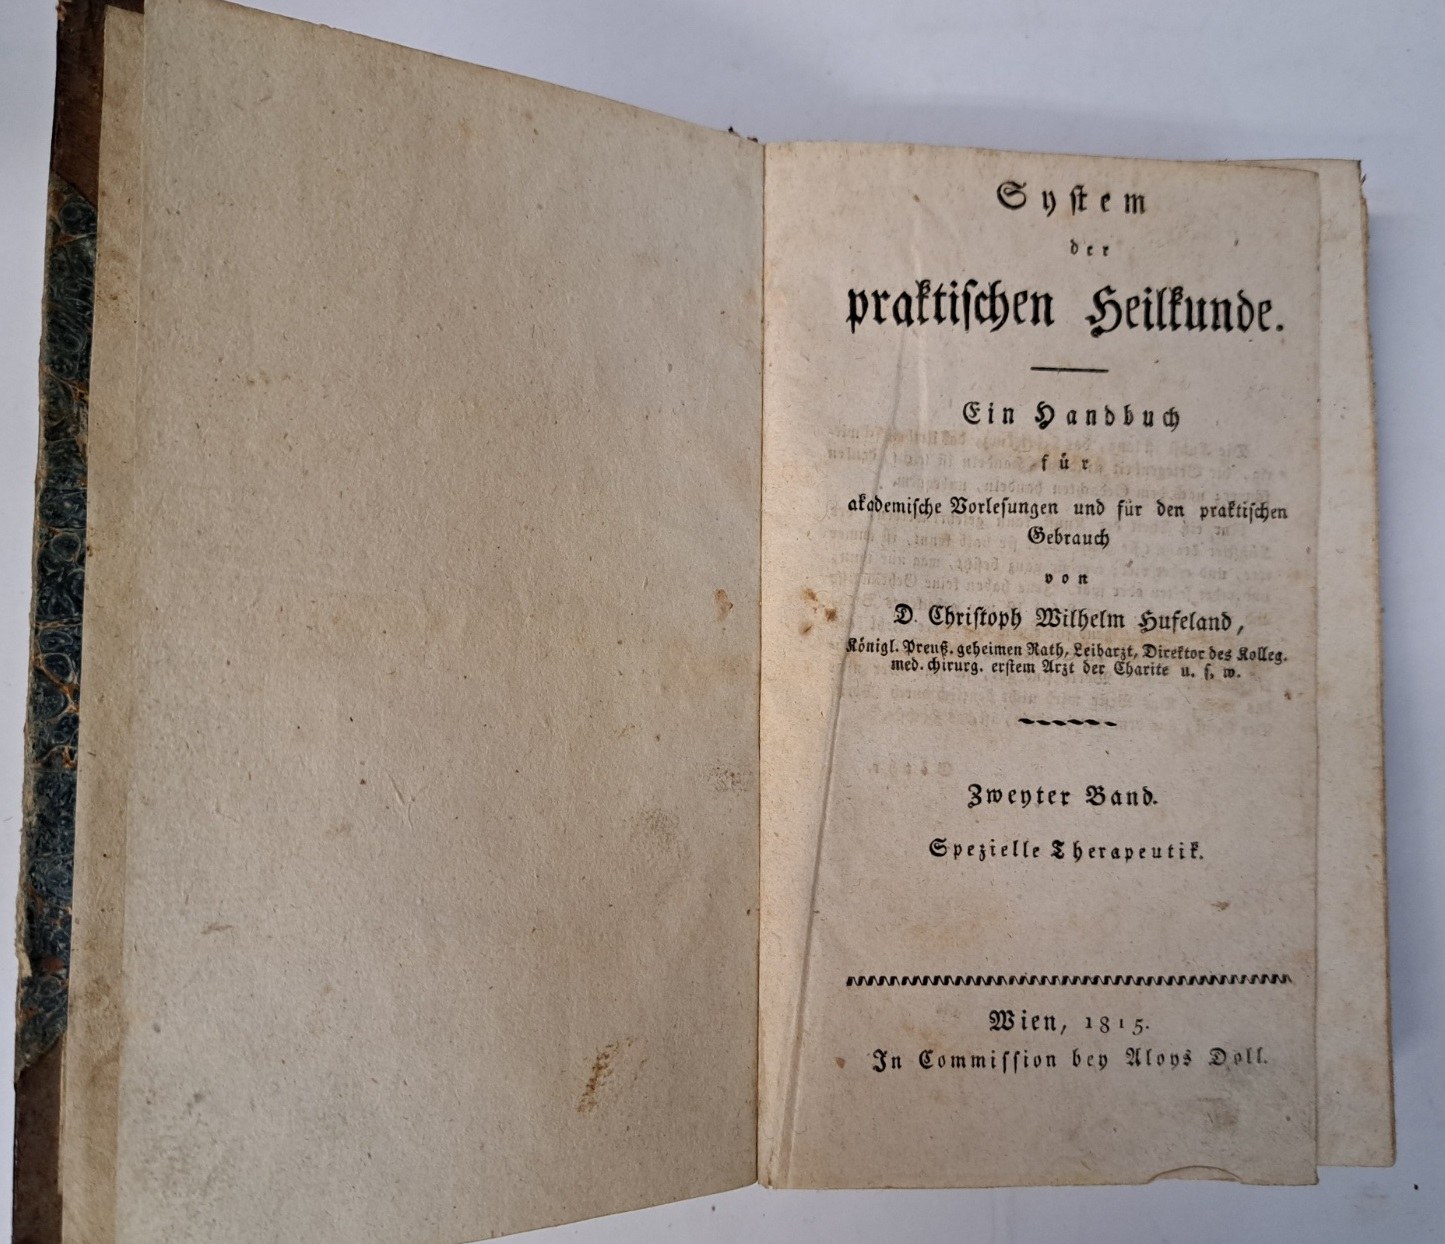 Syſtem
der
praktiſchen Heilkunde.
Ein Handbuch
für
akademiſche Vorleſungen und für den praktiſchen
Gebrauch
von
D. Chriſtoph Wilhelm Hufeland,
Königl. Preuß. geheimen Rath, Leibarzt, Direktor des Kolleg.
med. chirurg. erſtem Arzt der Charite u. ſ. w.
Zweyter Band.
Spezielle Therapeutik.
Wien, 1815.
In Commiſſion bey Aloys Doll.